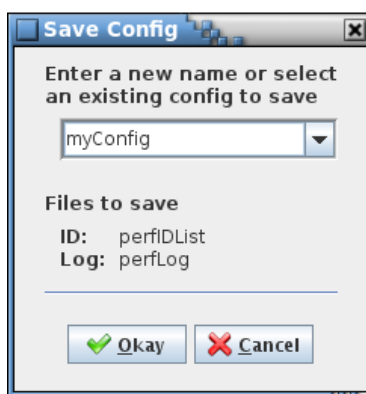 Save Config
Enter a new name or select
an existing config to save
myConfig
Files to save
ID: perfIDList
Log: perfLog
Okay Cancel